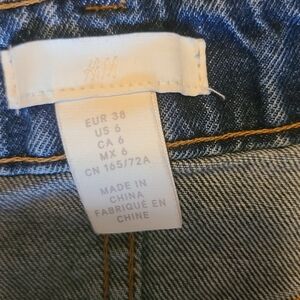 H&M
EUR 38
US 6
CA 6
MX 6
CN 165/72A
MADE IN
CHINA
FABRIQUÉ EN
CHINE